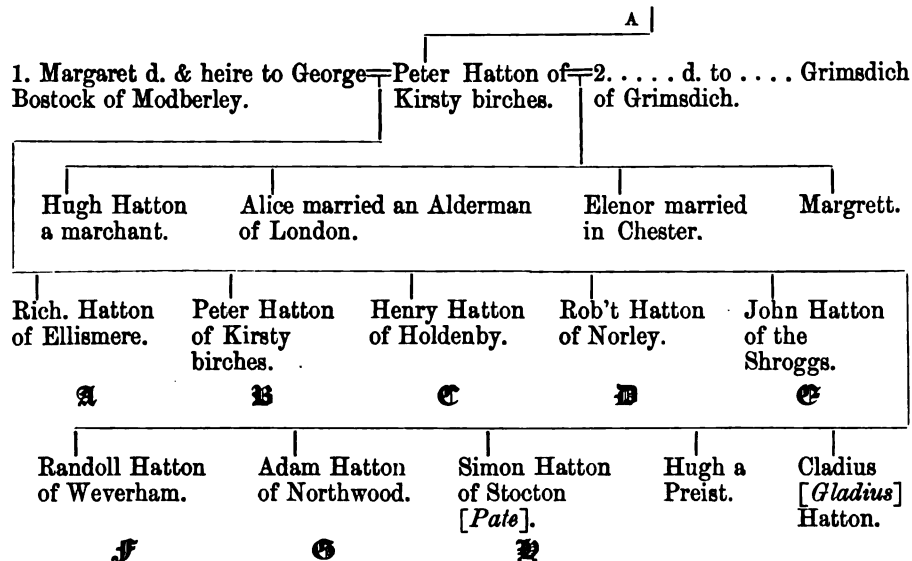 A
1. Margaret d. & heire to George Peter Hatton of 2. . . . . d. to . . . . Grimsdich
Bostock of Modberley. Kirsty birches. of Grimsdich.
Hugh Hatton Alice married an Alderman Elenor married Margrett.
a marchant. of London. in Chester.
Rich. Hatton Peter Hatton Henry Hatton Rob't Hatton John Hatton
of Ellismere. of Kirsty of Holdenby. of Norley. of the
birches. Shroggs.
A B C D E
Randoll Hatton Adam Hatton Simon Hatton Hugh a Cladius
of Weverham. of Northwood. of Stocton Preist. [Gladius]
[Pate]. Hatton.
F G H